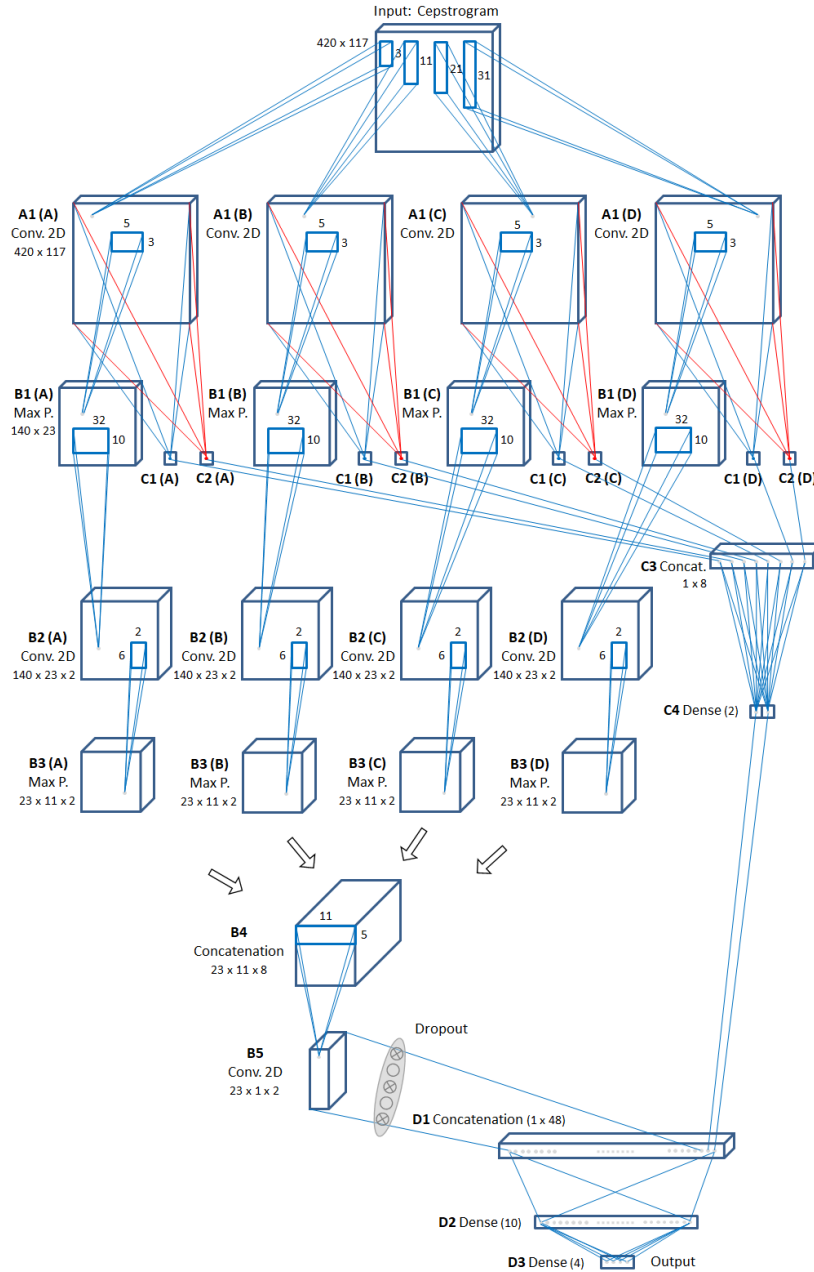 Input: Cepstrogram
420 x 117
3
11
21
31
A1 (A)
Conv. 2D
420 x 117
5
3
A1 (B)
Conv. 2D
5
3
A1 (C)
Conv. 2D
5
3
A1 (D)
Conv. 2D
5
3
B1 (A)
Max P.
140 x 23
32
10
C1 (A)
C2 (A)
B1 (B)
Max P.
32
10
C1 (B)
C2 (B)
B1 (C)
Max P.
32
10
C1 (C)
C2 (C)
B1 (D)
Max P.
32
10
C1 (D)
C2 (D)
C3 Concat.
1 x 8
B2 (A)
Conv. 2D
140 x 23 x 2
2
6
B2 (B)
Conv. 2D
140 x 23 x 2
2
6
B2 (C)
Conv. 2D
140 x 23 x 2
2
6
B2 (D)
Conv. 2D
140 x 23 x 2
2
6
C4 Dense (2)
B3 (A)
Max P.
23 x 11 x 2
B3 (B)
Max P.
23 x 11 x 2
B3 (C)
Max P.
23 x 11 x 2
B3 (D)
Max P.
23 x 11 x 2
B4
Concatenation
23 x 11 x 8
11
5
B5
Conv. 2D
23 x 1 x 2
Dropout
D1 Concatenation (1 x 48)
D2 Dense (10)
D3 Dense (4)
Output